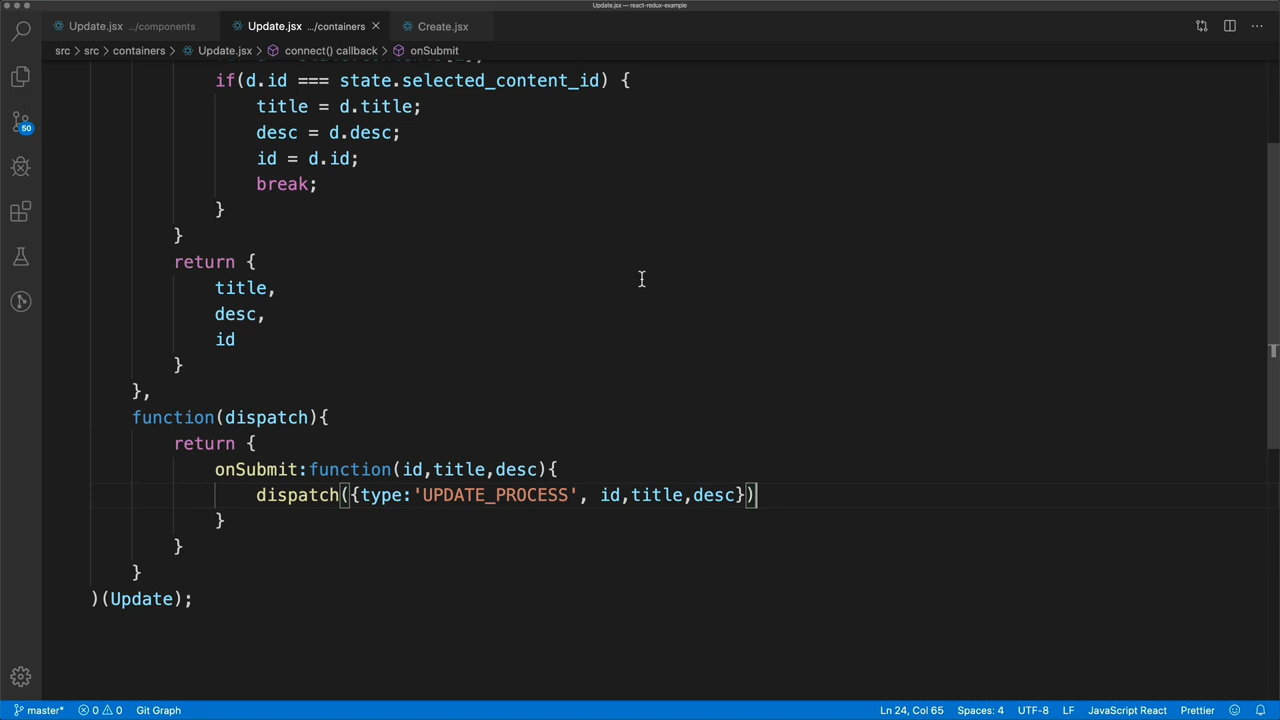 Update.jsx — react-redux-example
Update.jsx .../components
Update.jsx .../containers
Create.jsx
src > src > containers > Update.jsx > connect() callback > onSubmit
if(d.id === state.selected_content_id) {
title = d.title;
desc = d.desc;
id = d.id;
break;
}
}
return {
title,
desc,
id
}
},
function(dispatch){
return {
onSubmit:function(id,title,desc){
dispatch({type:'UPDATE_PROCESS', id,title,desc})
}
}
}
)(Update);
50
master* 0 0 Git Graph Ln 24, Col 65 Spaces: 4 UTF-8 LF JavaScript React Prettier